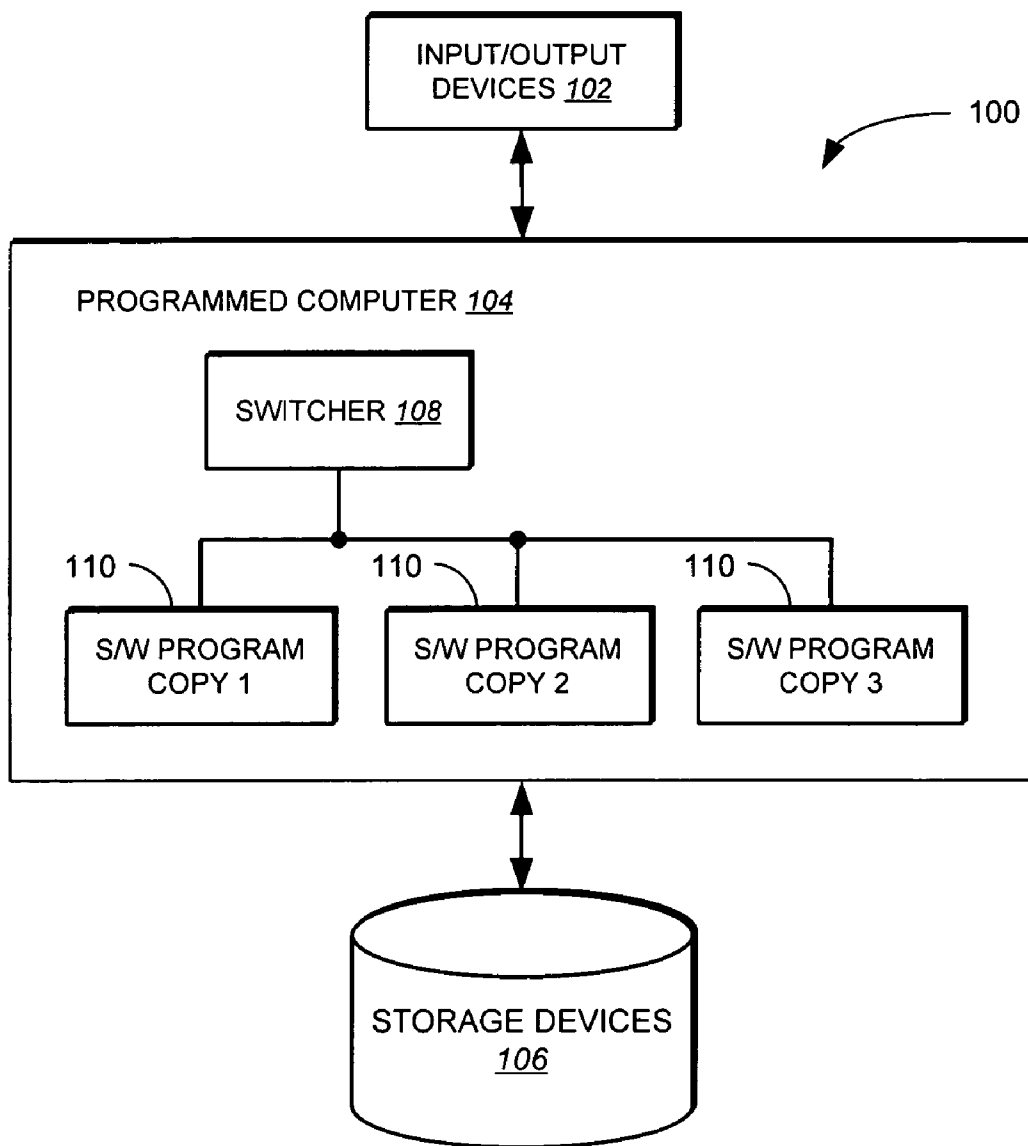 INPUT/OUTPUT
DEVICES 102
100
PROGRAMMED COMPUTER 104
SWITCHER 108
110
110
110
S/W PROGRAM
COPY 1
S/W PROGRAM
COPY 2
S/W PROGRAM
COPY 3
STORAGE DEVICES
106